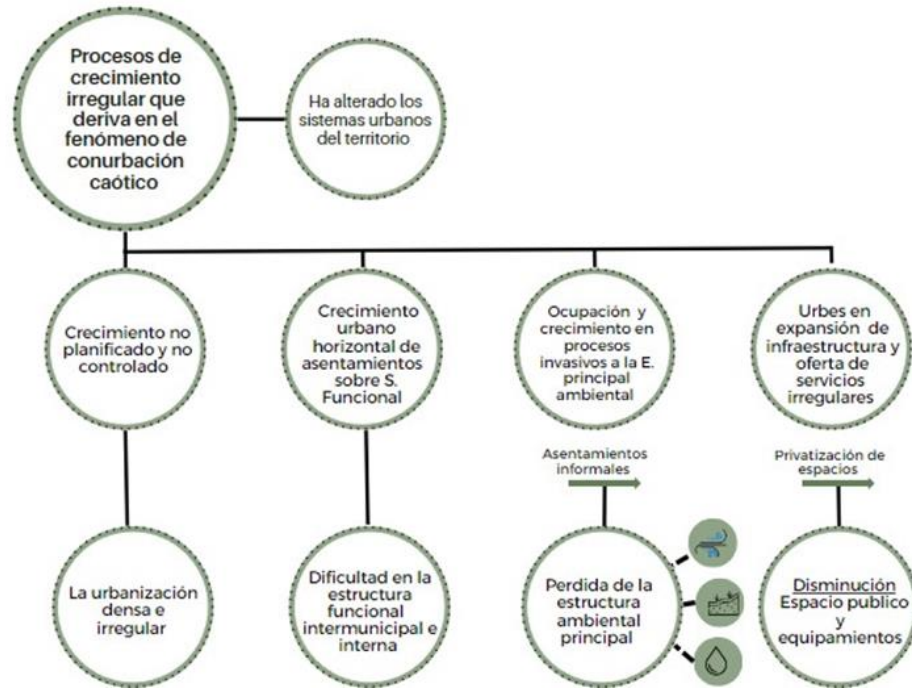 Procesos de
crecimiento
irregular que
deriva en el
fenómeno de
conurbación
caótico
Ha alterado los
sistemas urbanos
del territorio
Crecimiento no
planificado y no
controlado
Crecimiento
urbano
horizontal de
asentamientos
sobre S.
Funcional
Ocupación y
crecimiento en
procesos
invasivos a la E.
principal
ambiental
Urbes en
expansión de
infraestructura y
oferta de
servicios
irregulares
Asentamientos
informales
Privatización de
espacios
La urbanización
densa e
irregular
Dificultad en la
estructura
funcional
intermunicipal e
interna
Perdida de la
estructura
ambiental
principal
Disminución
Espacio publico
y
equipamientos